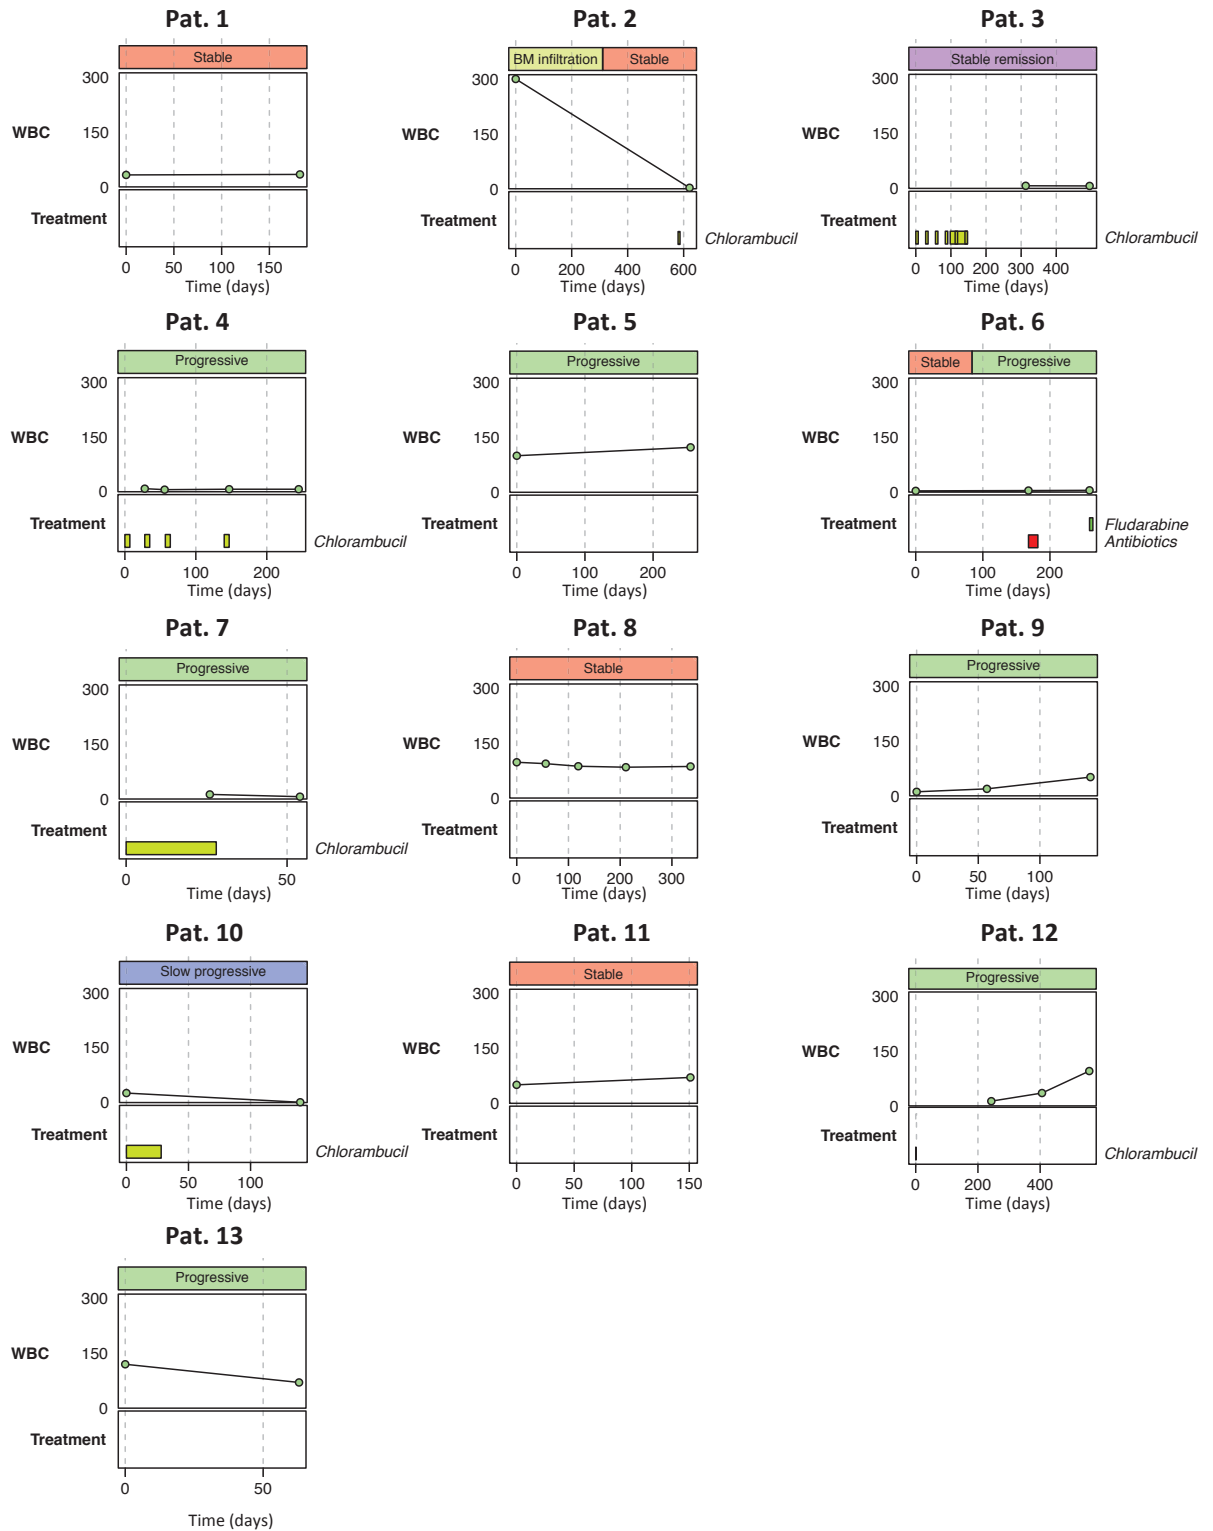 Pat. 1
Stable
300
WBC 150
0
Treatment
0 50 100 150
Time (days)
Pat. 2
BM infiltration Stable
300
WBC 150
0
Treatment
Chlorambucil
0 200 400 600
Time (days)
Pat. 3
Stable remission
300
WBC 150
0
Treatment
Chlorambucil
0 100 200 300 400
Time (days)
Pat. 4
Progressive
300
WBC 150
0
Treatment
Chlorambucil
0 100 200
Time (days)
Pat. 5
Progressive
300
WBC 150
0
Treatment
0 100 200
Time (days)
Pat. 6
Stable Progressive
300
WBC 150
0
Treatment
Fludarabine
Antibiotics
0 100 200
Time (days)
Pat. 7
Progressive
300
WBC 150
0
Treatment
Chlorambucil
0 50
Time (days)
Pat. 8
Stable
300
WBC 150
0
Treatment
0 100 200 300
Time (days)
Pat. 9
Progressive
300
WBC 150
0
Treatment
0 50 100
Time (days)
Pat. 10
Slow progressive
300
WBC 150
0
Treatment
Chlorambucil
0 50 100
Time (days)
Pat. 11
Stable
300
WBC 150
0
Treatment
0 50 100 150
Time (days)
Pat. 12
Progressive
300
WBC 150
0
Treatment
Chlorambucil
0 200 400
Time (days)
Pat. 13
Progressive
300
WBC 150
0
Treatment
0 50
Time (days)